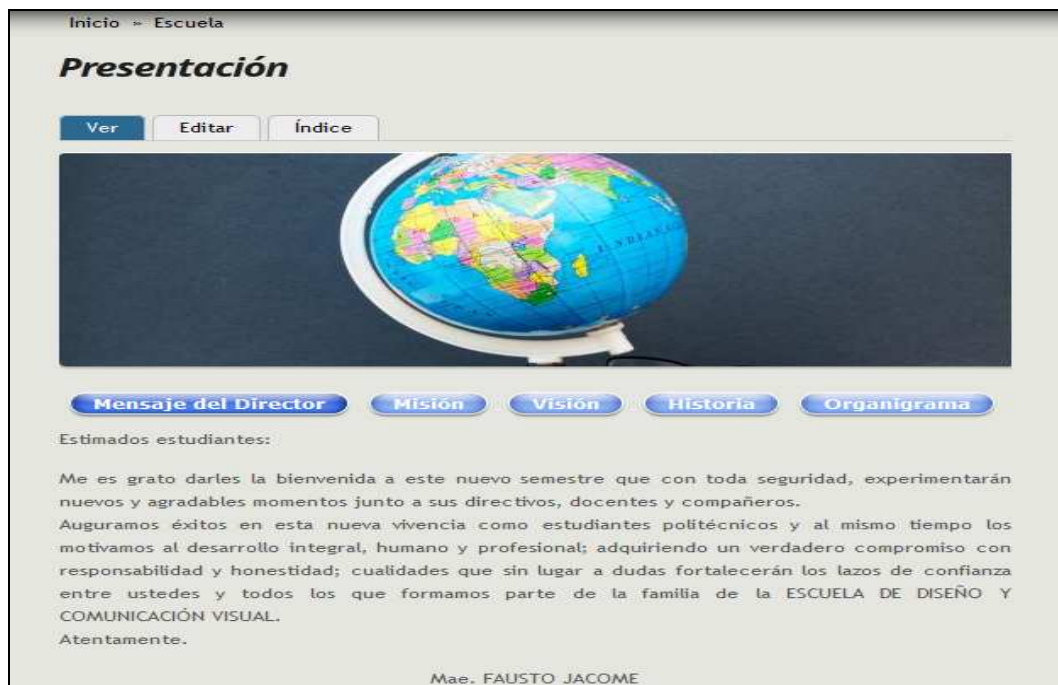 Inicio » Escuela
Presentación
Ver Editar Índice
INDIAN
Mensaje del Director Misión Visión Historia Organigrama
Estimados estudiantes:
Me es grato darles la bienvenida a este nuevo semestre que con toda seguridad, experimentarán
nuevos y agradables momentos junto a sus directivos, docentes y compañeros.
Auguramos éxitos en esta nueva vivencia como estudiantes politécnicos y al mismo tiempo los
motivamos al desarrollo integral, humano y profesional; adquiriendo un verdadero compromiso con
responsabilidad y honestidad; cualidades que sin lugar a dudas fortalecerán los lazos de confianza
entre ustedes y todos los que formamos parte de la familia de la ESCUELA DE DISEÑO Y
COMUNICACIÓN VISUAL.
Atentamente.
Mae. FAUSTO JACOME